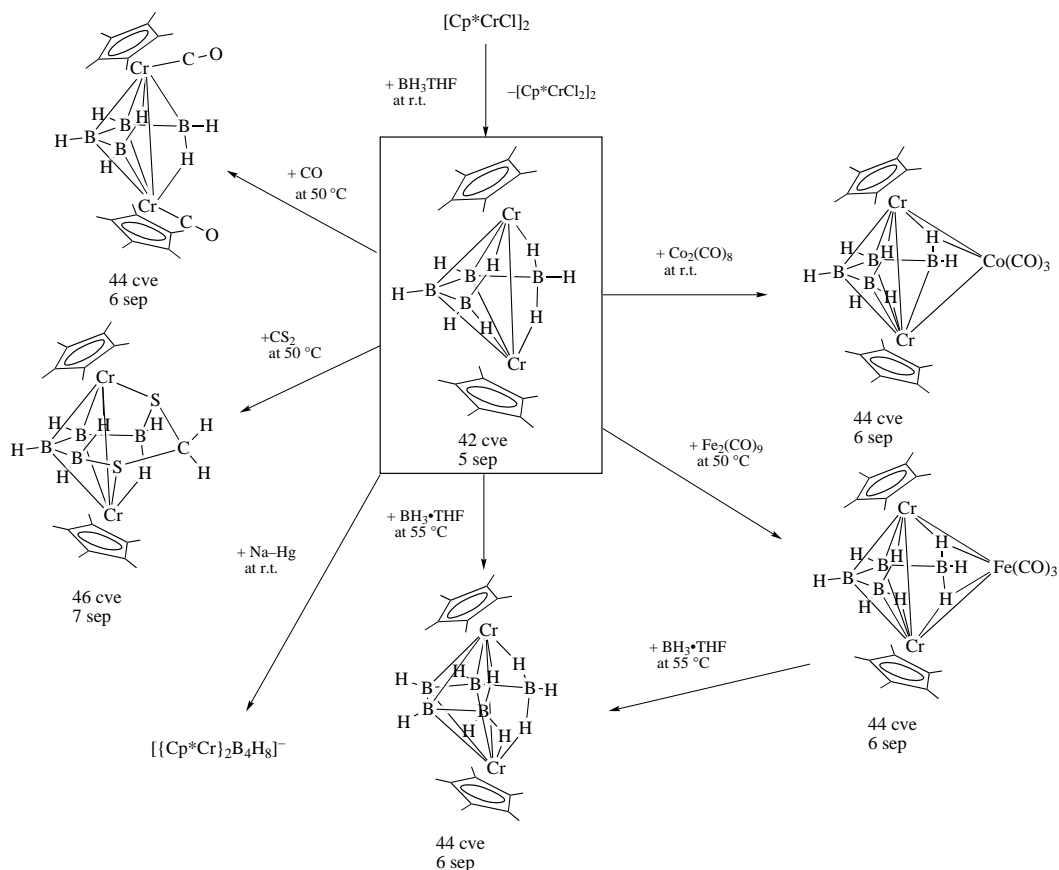 [Cp*CrCl]2
+ BH3THF
at r.t.
–[Cp*CrCl2]2
Cr
C
O
H
H
B
B
B
H
H
B
H
H
Cr
C
O
44 cve
6 sep
+ CO
at 50 °C
Cr
H
H
H
B
B
H
H
B
B
H
H
H
Cr
42 cve
5 sep
+ Co2(CO)8
at r.t.
Cr
H
H
H
H
B
B
B
H
B
H
H
Co(CO)3
Cr
44 cve
6 sep
+CS2
at 50 °C
Cr
S
H
H
H
H
B
B
B
B
S
C
H
H
H
H
Cr
46 cve
7 sep
+ Fe2(CO)9
at 50 °C
Cr
H
H
H
H
B
B
B
B
H
H
H
H
Fe(CO)3
Cr
44 cve
6 sep
+ Na–Hg
at r.t.
[{Cp*Cr}2B4H8]–
+ BH3•THF
at 55 °C
Cr
H
H
H
H
B
B
B
B
B
H
H
H
H
H
Cr
44 cve
6 sep
+ BH3•THF
at 55 °C